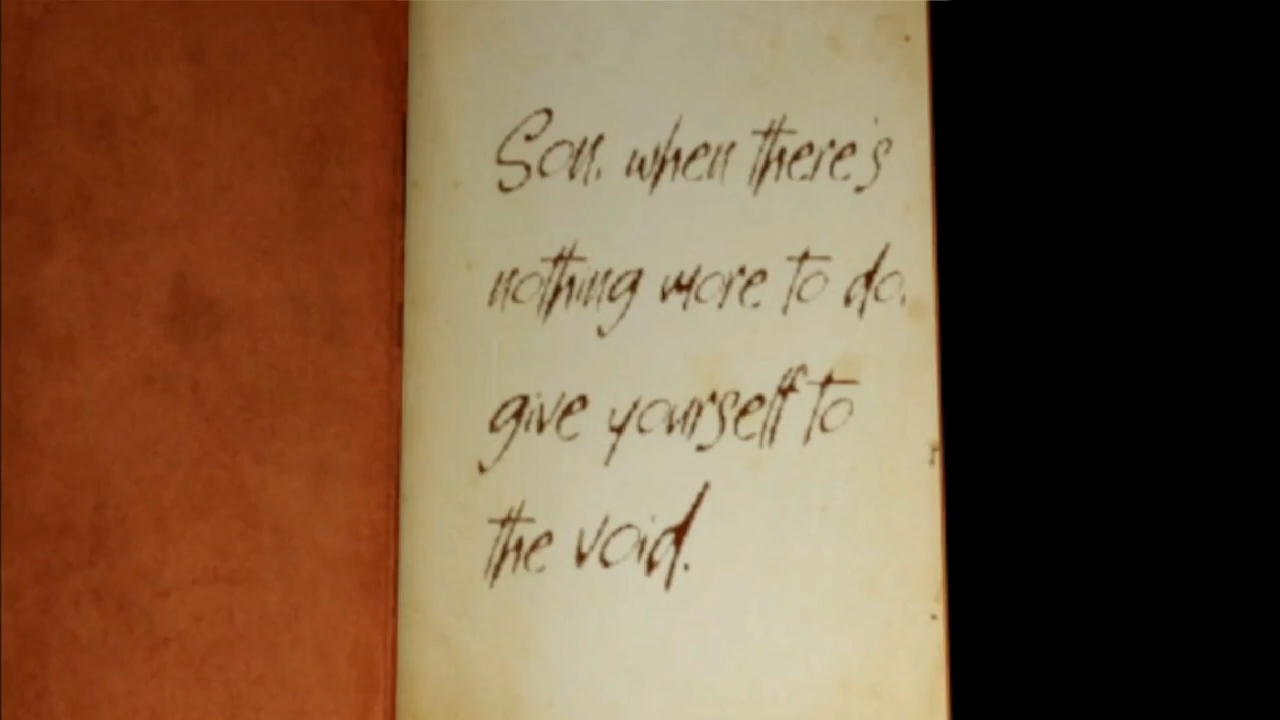 Son, when there's
nothing more to do,
give yourself to
the void.